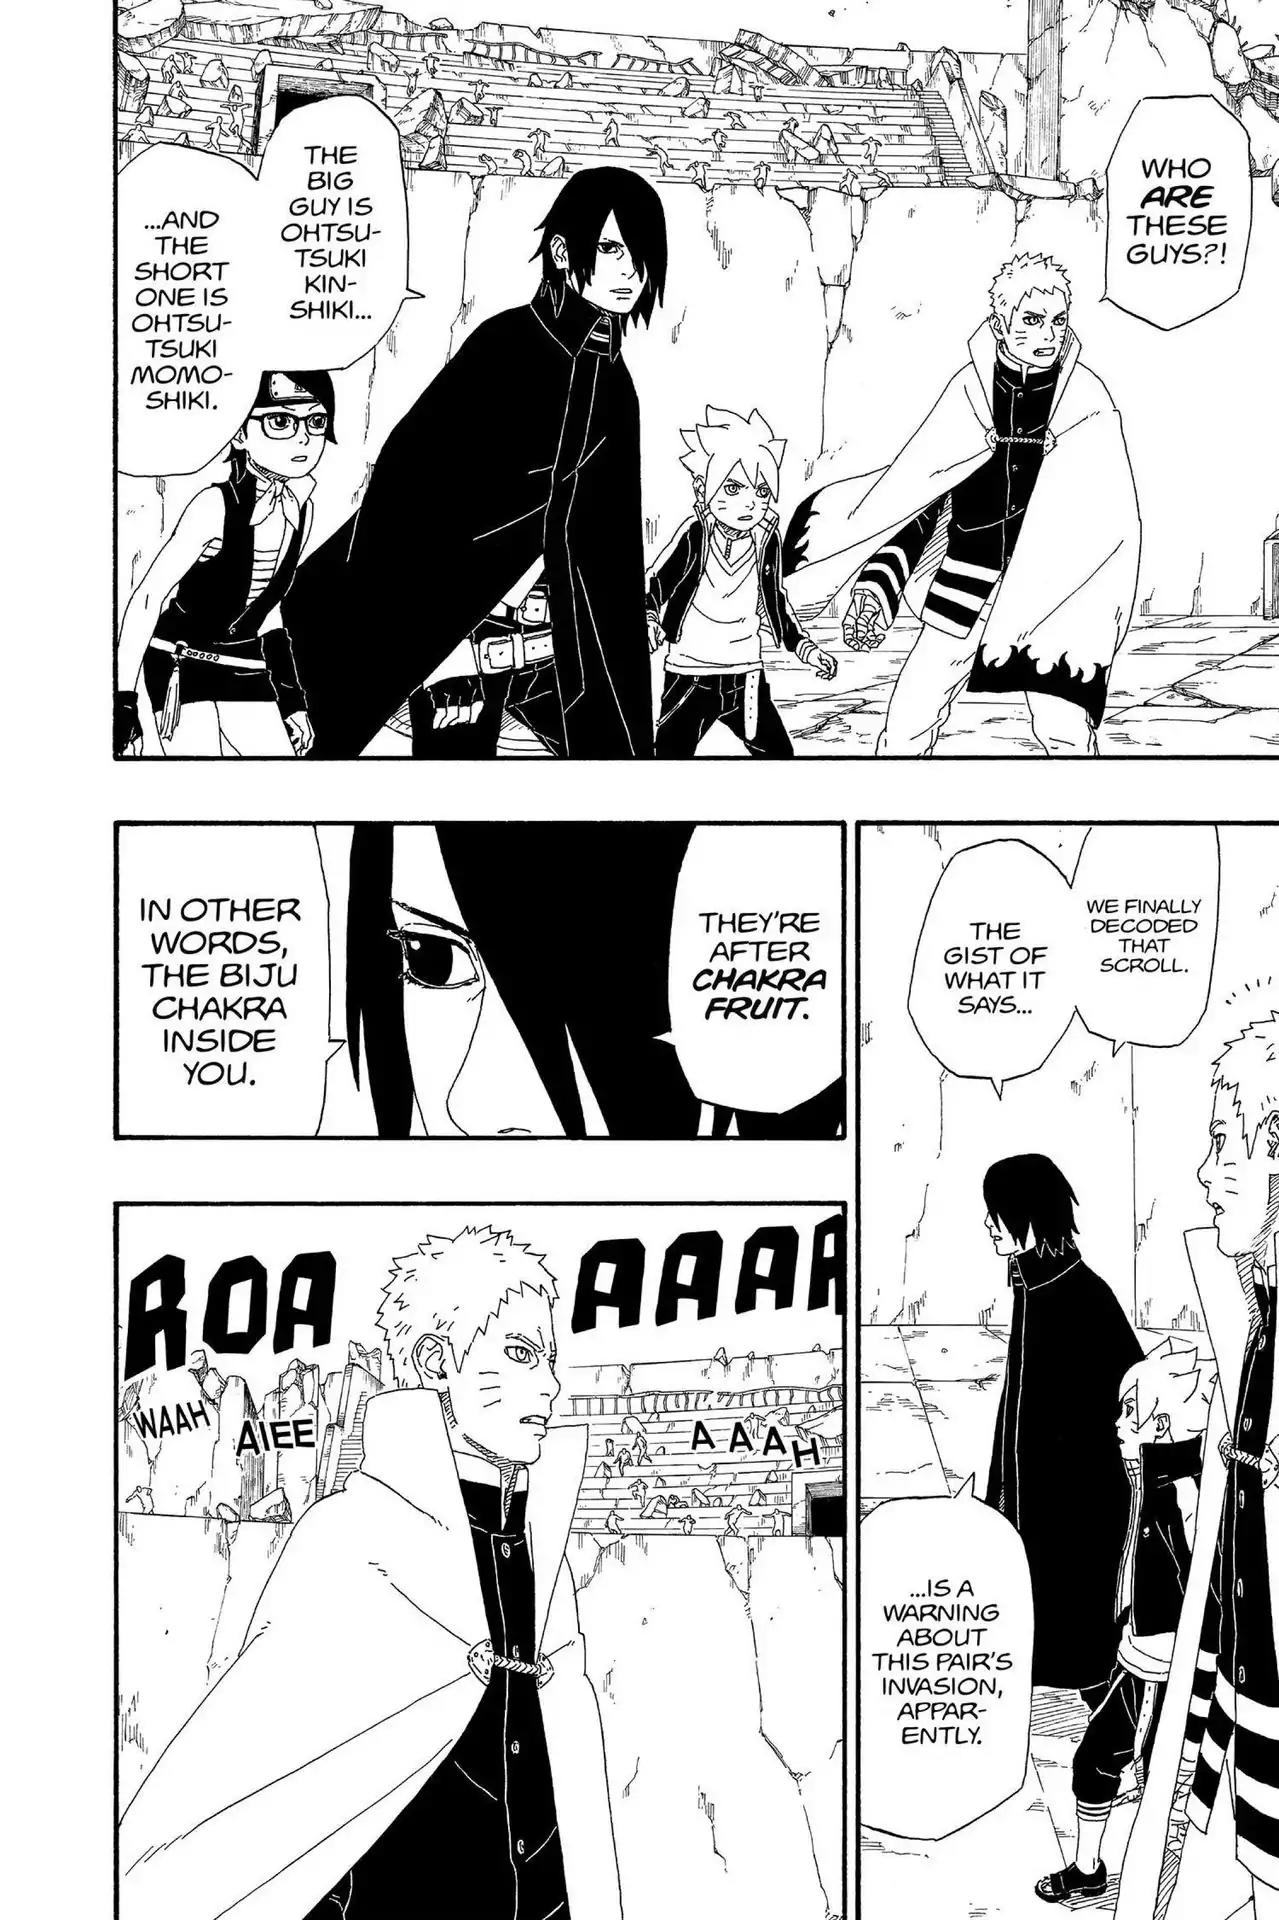 WHO
ARE
THESE
GUYS?!
THE
BIG
GUY IS
OHTSU-
TSUKI
KIN-
SHIKI...
...AND
THE
SHORT
ONE IS
OHTSU-
TSUKI
MOMO-
SHIKI.
WE FINALLY
DECODED
THAT
SCROLL.
THE
GIST OF
WHAT IT
SAYS...
...IS A
WARNING
ABOUT
THIS PAIR'S
INVASION,
APPAR-
ENTLY.
THEY'RE
AFTER
CHAKRA
FRUIT.
IN OTHER
WORDS,
THE BIJU
CHAKRA
INSIDE
YOU.
ROA
AAAR
WAAH
AIEE
AAAH